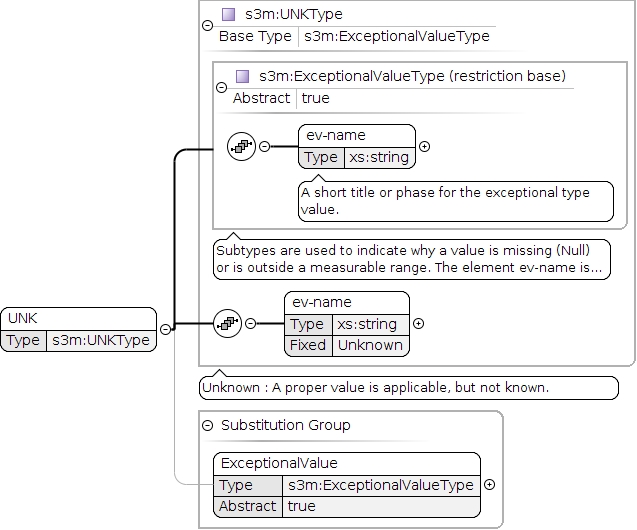 s3m:UNKType
Base Type s3m:ExceptionalValueType
s3m:ExceptionalValueType (restriction base)
Abstract true
ev-name
Type xs:string
A short title or phase for the exceptional type
value.
Subtypes are used to indicate why a value is missing (Null)
or is outside a measurable range. The element ev-name is...
UNK
Type s3m:UNKType
ev-name
Type xs:string
Fixed Unknown
Unknown : A proper value is applicable, but not known.
Substitution Group
ExceptionalValue
Type s3m:ExceptionalValueType
Abstract true